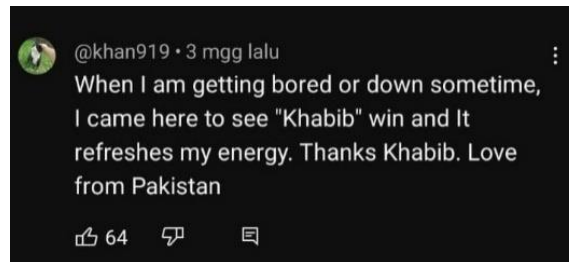 @khan919 • 3 mgg lalu
When I am getting bored or down sometime,
I came here to see "Khabib" win and It
refreshes my energy. Thanks Khabib. Love
from Pakistan
64